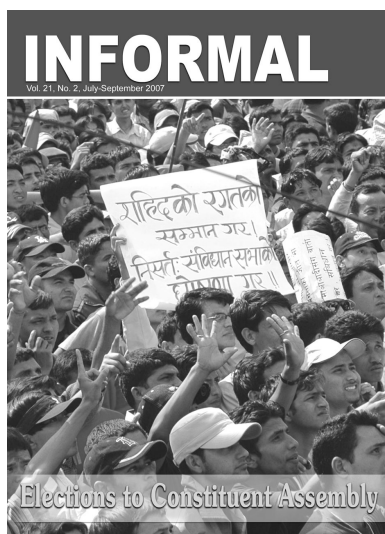 INFORMAL
Vol. 21, No. 2, July-September 2007
शहिदको रगतको
सम्मान गर।
निसर्त: संविधान सभाको
घोषणा गर॥
Elections to Constituent Assembly